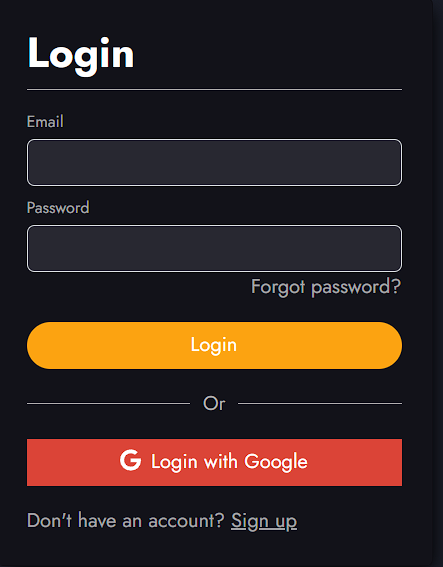 Login
Email
Password
Forgot password?
Login
Or
Login with Google
Don't have an account? Sign up